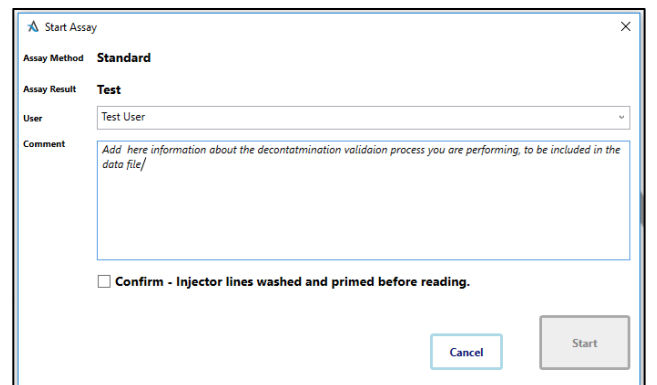 Start Assay
Assay Method Standard
Assay Result Test
User Test User
Comment
Add here information about the decontatmination validaion process you are performing, to be included in the
data file/
Confirm - Injector lines washed and primed before reading.
Cancel
Start